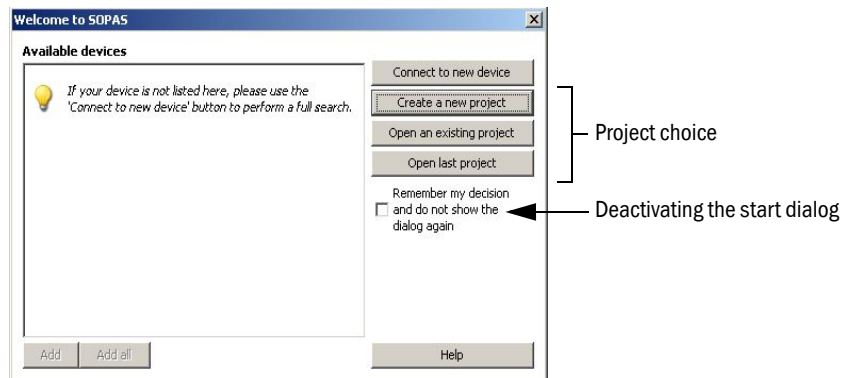 Welcome to SOPAS
Available devices
If your device is not listed here, please use the
'Connect to new device' button to perform a full search.
Connect to new device
Create a new project
Open an existing project
Open last project
Remember my decision
and do not show the
dialog again
Add
Add all
Help
Project choice
Deactivating the start dialog